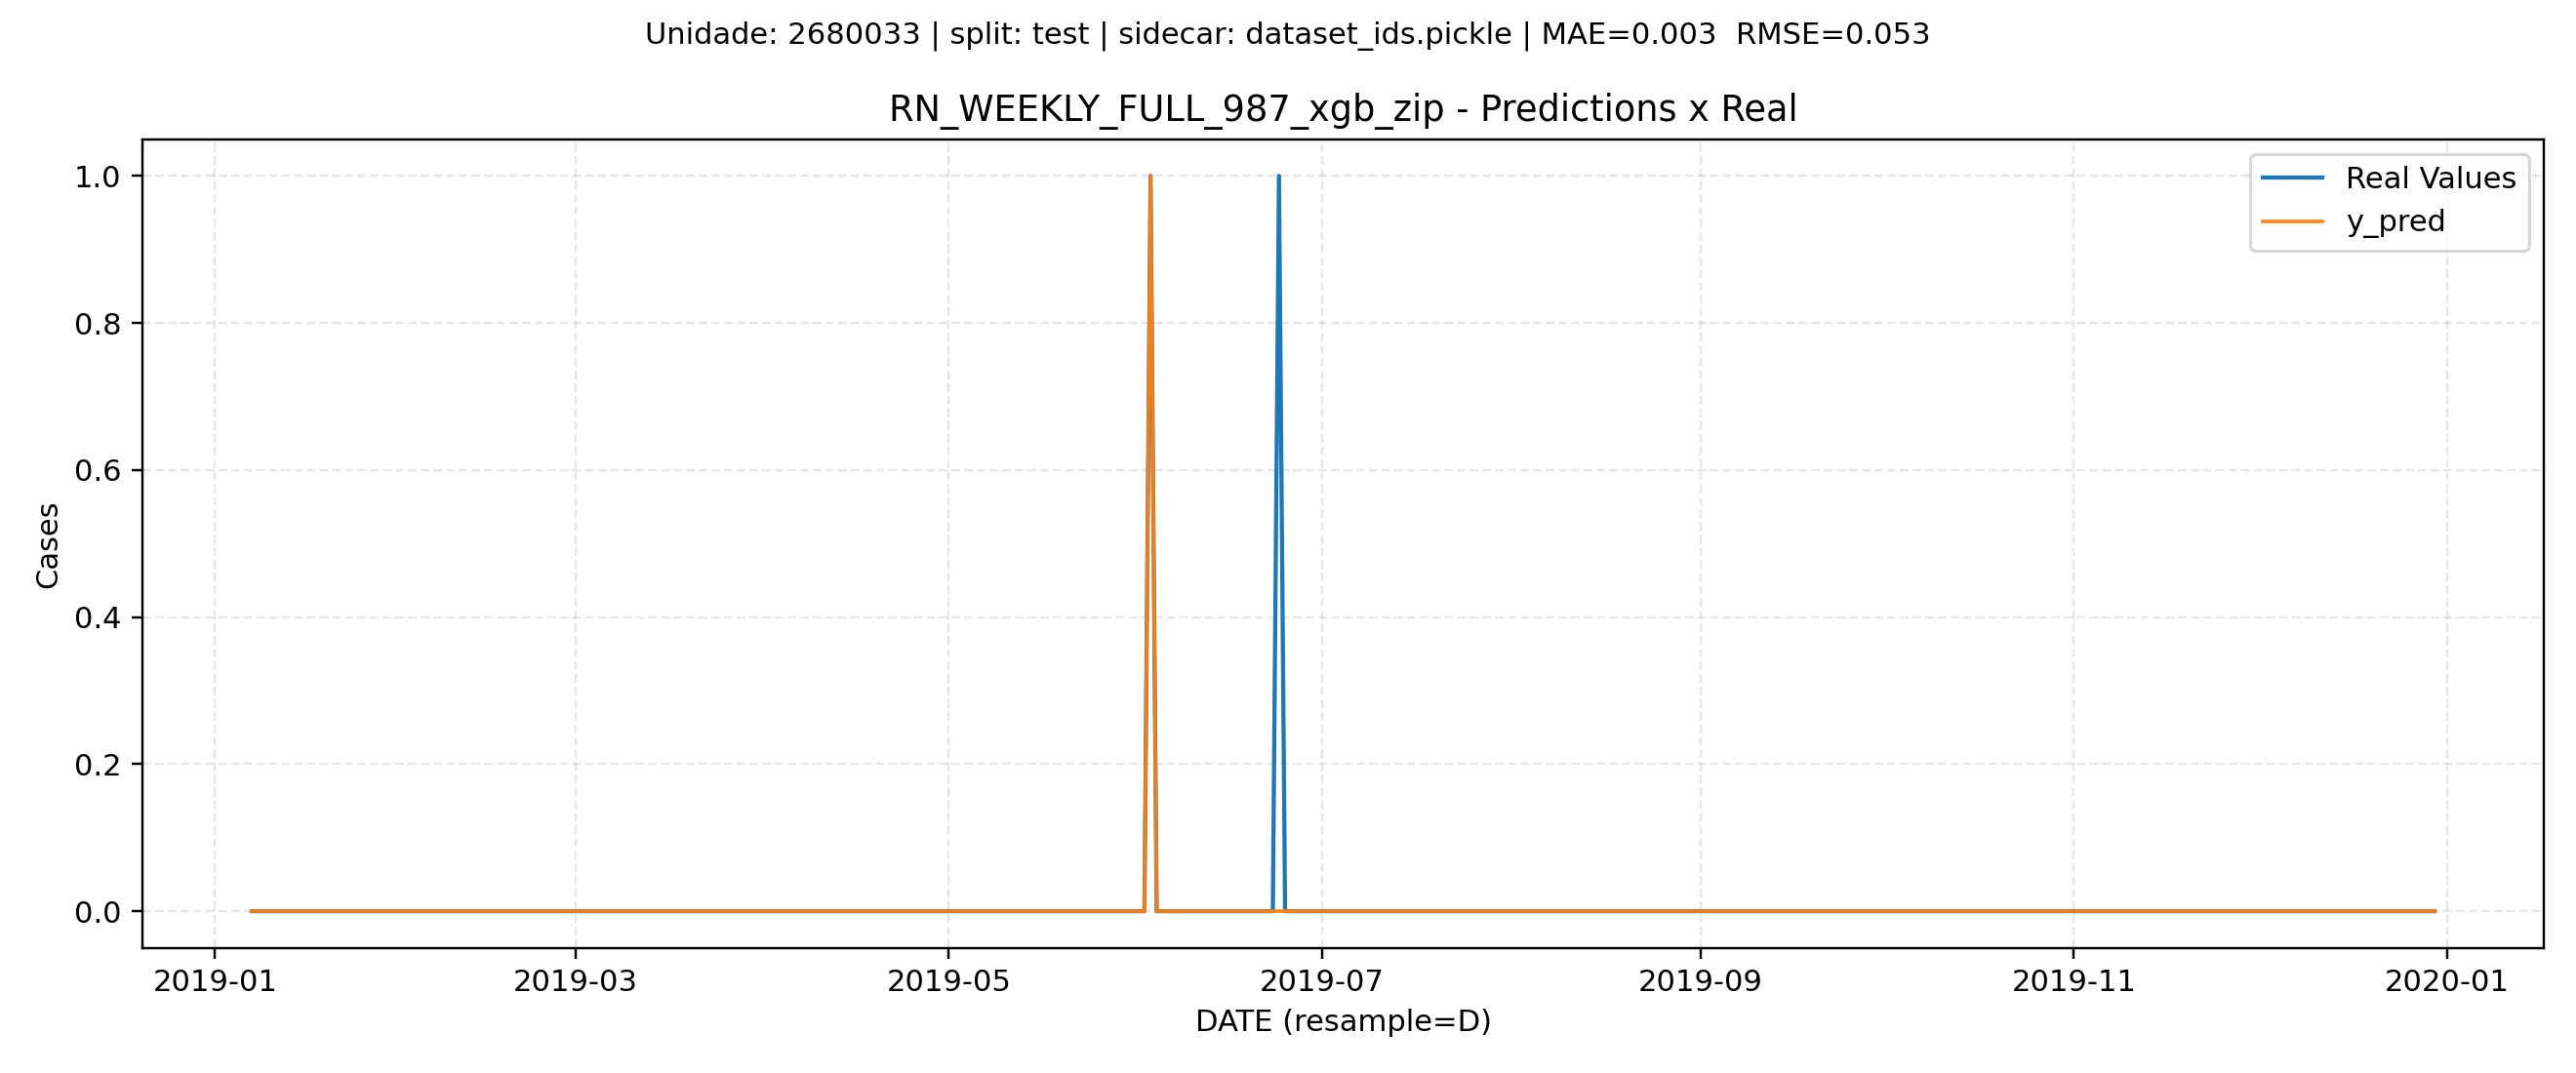 Unidade: 2680033 | split: test | sidecar: dataset_ids.pickle | MAE=0.003  RMSE=0.053
RN_WEEKLY_FULL_987_xgb_zip - Predictions x Real
Real Values
y_pred
1.0
0.8
0.6
0.4
0.2
0.0
Cases
2019-01 2019-03 2019-05 2019-07 2019-09 2019-11 2020-01
DATE (resample=D)